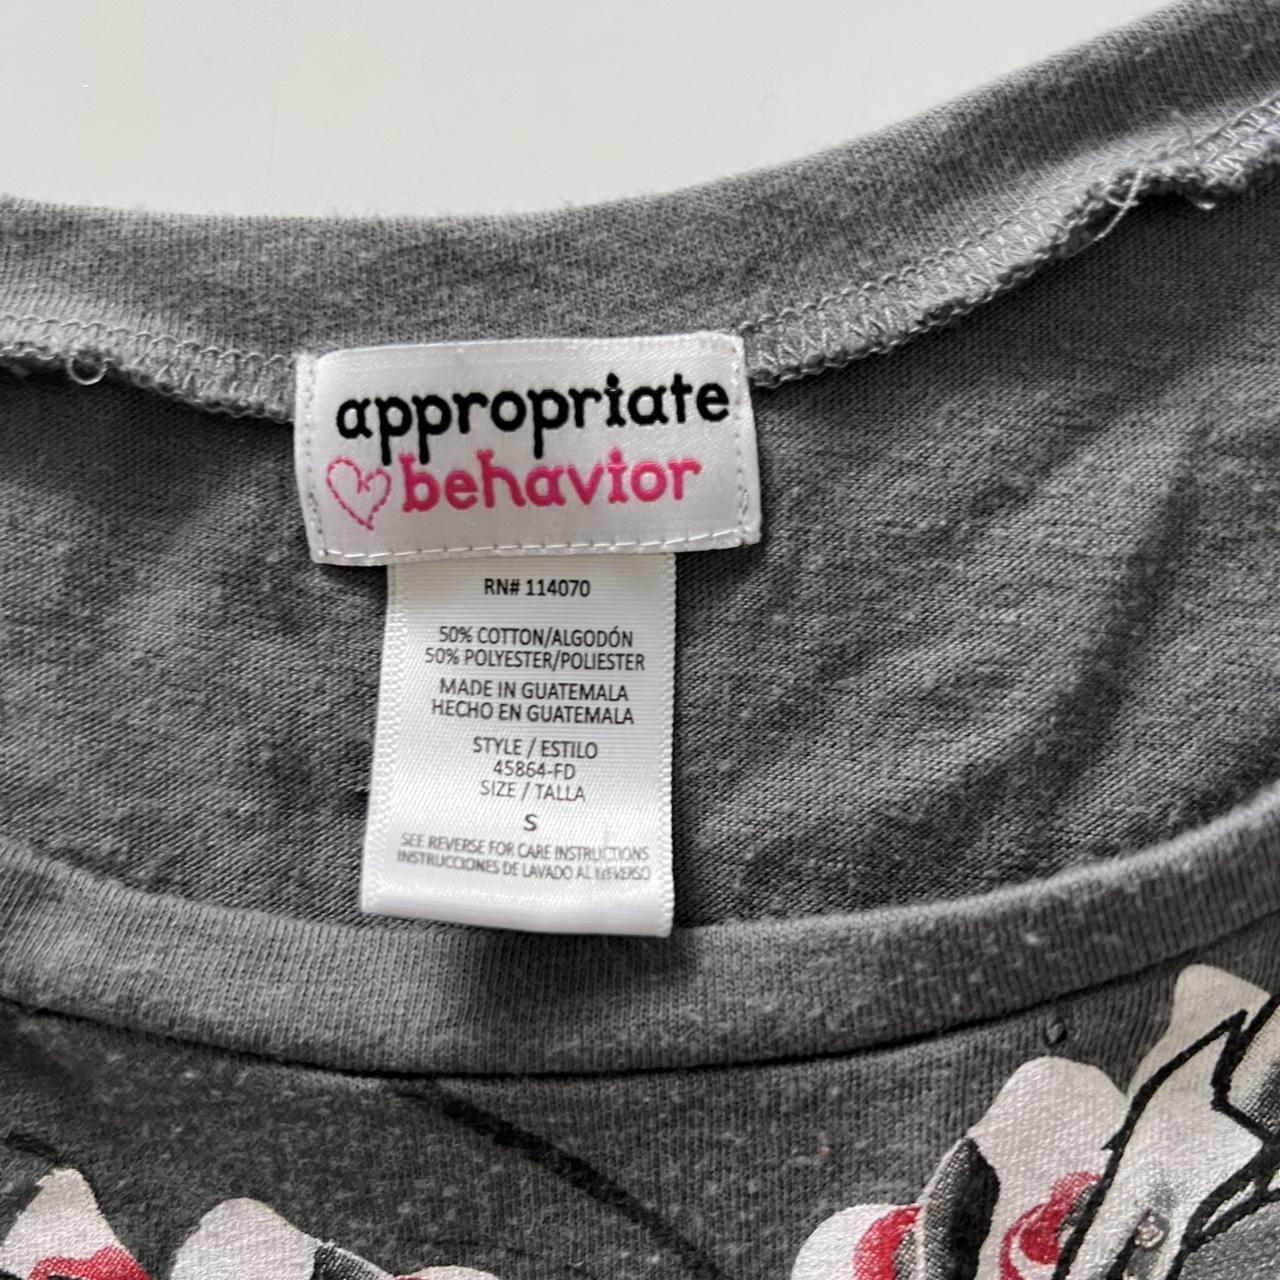 appropriate
behavior
RN# 114070
50% COTTON/ALGODÓN
50% POLYESTER/POLIESTER
MADE IN GUATEMALA
HECHO EN GUATEMALA
STYLE / ESTILO
45864-FD
SIZE / TALLA
S
SEE REVERSE FOR CARE INSTRUCTIONS
INSTRUCCIONES DE LAVADO AL REVERSO